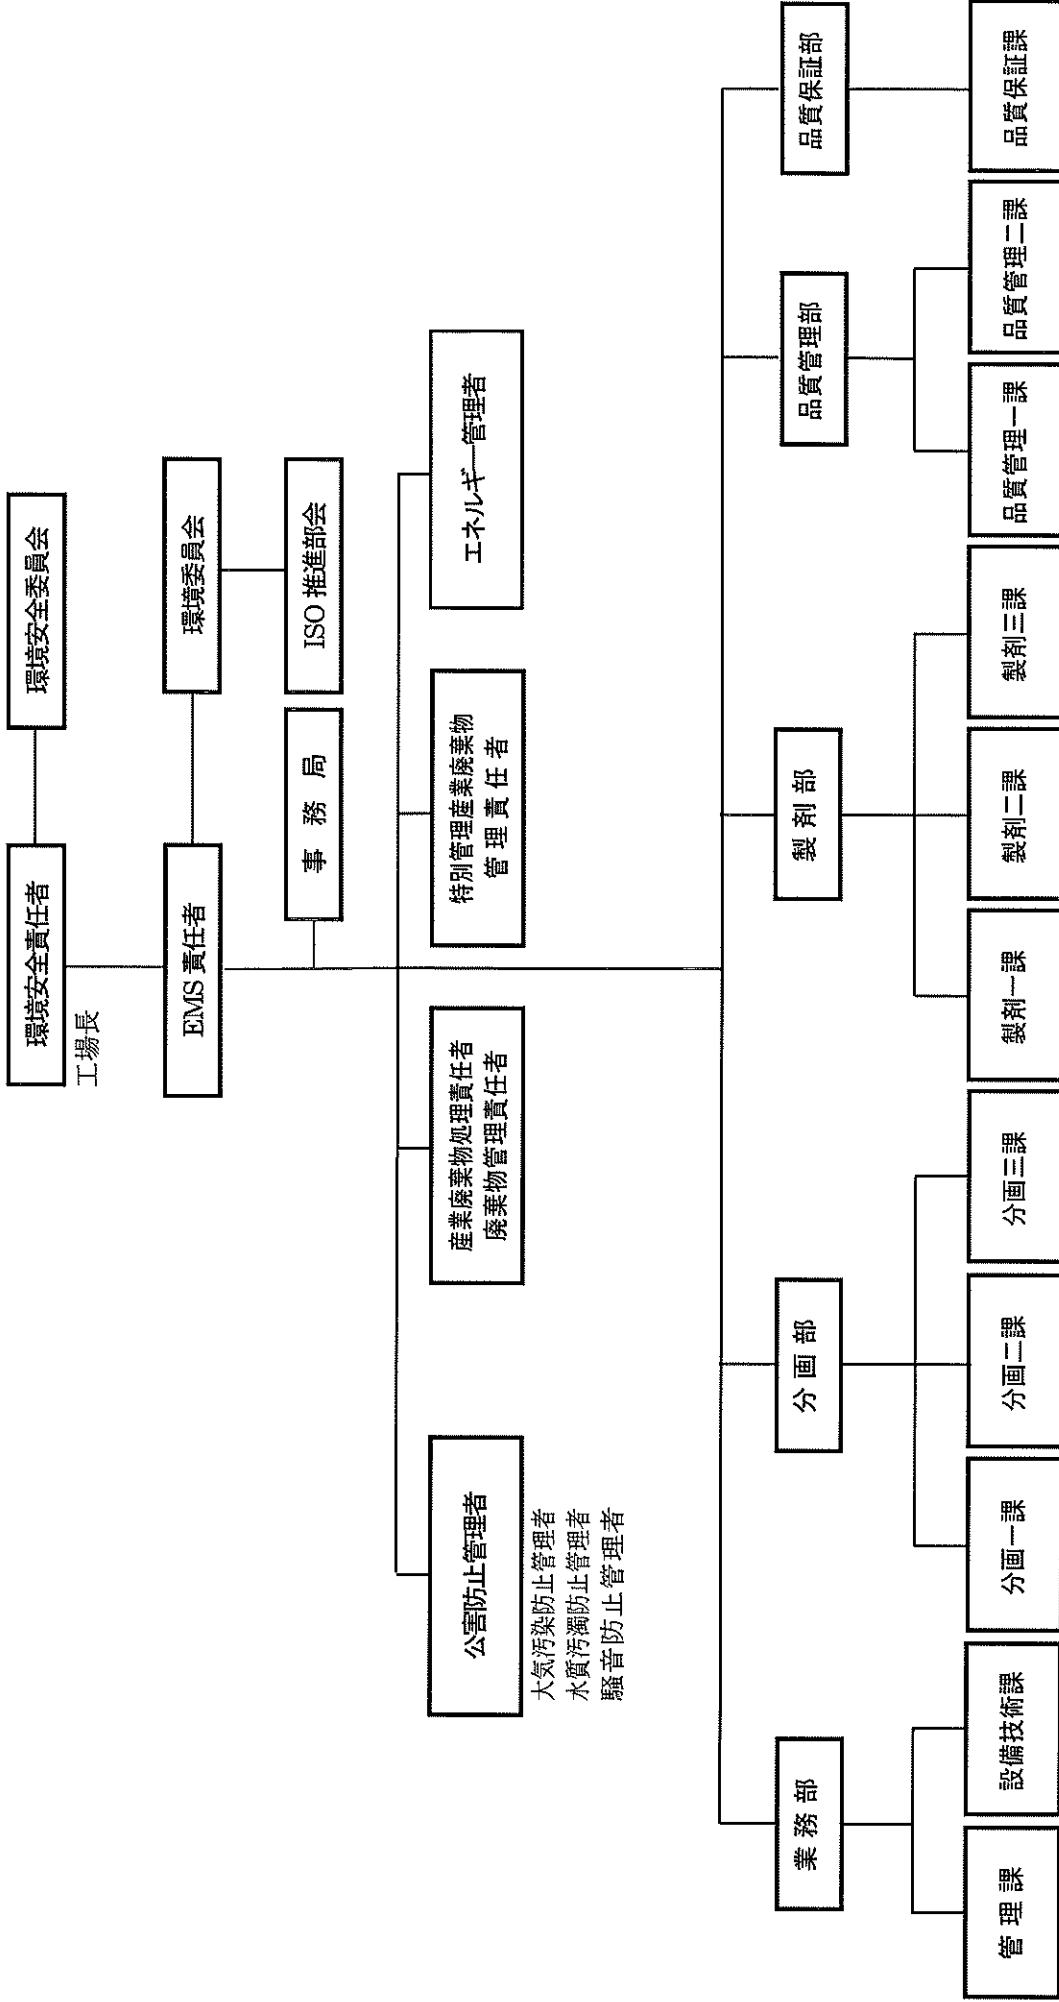 環境安全責任者
環境安全委員会
工場長
EMS 責任者
環境委員会
事 務 局
ISO 推進部会
公害防止管理者
産業廃棄物処理責任者
廃棄物管理責任者
特別管理産業廃棄物
管 理 責 任 者
エネルギー管理者
大気汚染防止管理者
水質汚濁防止管理者
騒音防止管理者
業 務 部
分 画 部
製 剤 部
品質管理部
品質保証部
管 理 課
設備技術課
分画一課
分画二課
分画三課
製剤一課
製剤二課
製剤三課
品質管理一課
品質管理二課
品質保証課